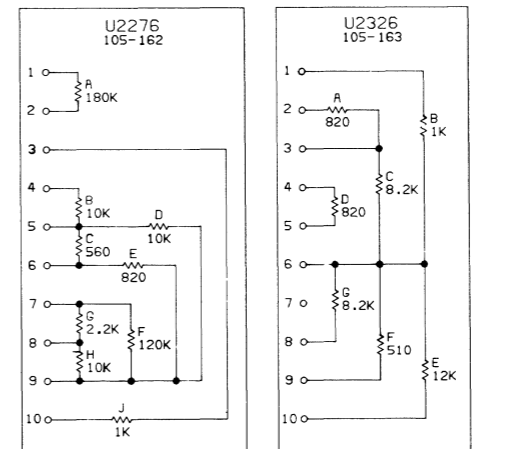 U2276
105-162
1
A
180K
2
3
4
B
10K
5
D
10K
C
560
6
E
820
7
G
2.2K
F
120K
8
H
10K
9
10
J
1K
U2326
105-163
1
2
A
820
B
1K
3
C
8.2K
4
D
820
5
6
G
8.2K
7
8
F
510
9
E
12K
10